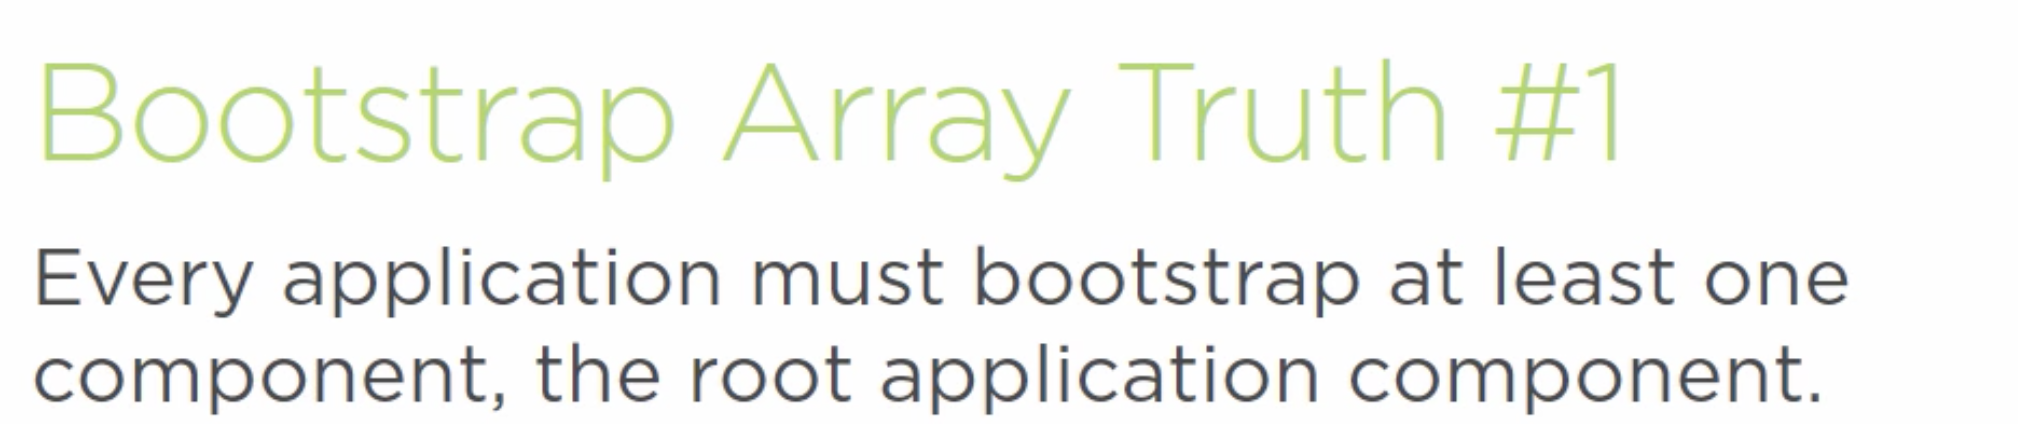 Bootstrap Array Truth #1
Every application must bootstrap at least one
component, the root application component.